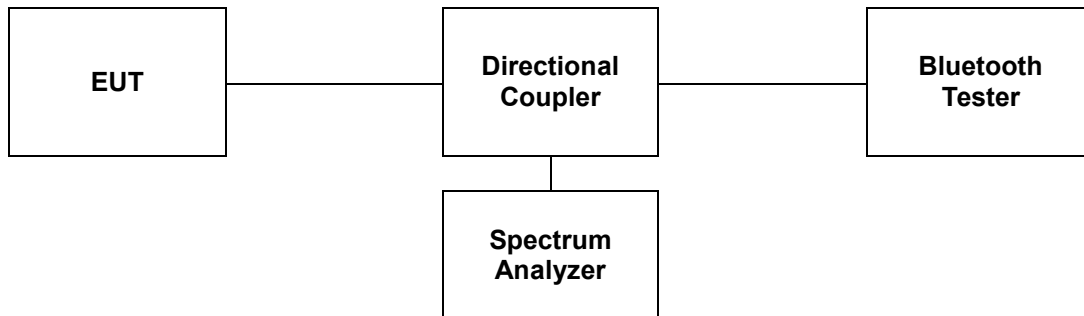 EUT
Directional
Coupler
Bluetooth
Tester
Spectrum
Analyzer